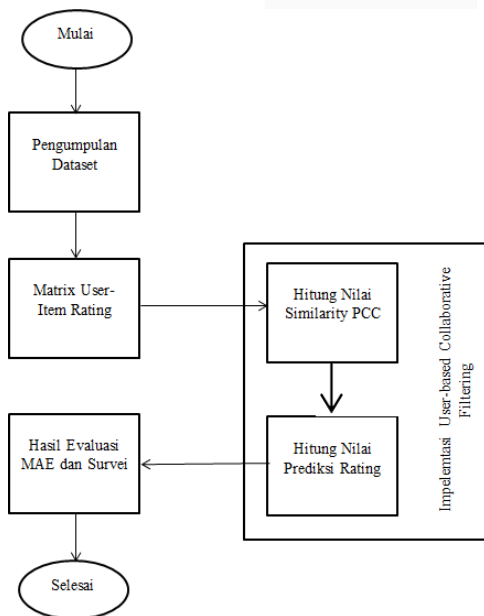 Mulai
Pengumpulan
Dataset
Matrix User-
Item Rating
Hitung Nilai
Similarity PCC
Hitung Nilai
Prediksi Rating
Impelentasi User-based Collaborative
Filtering
Hasil Evaluasi
MAE dan Survei
Selesai